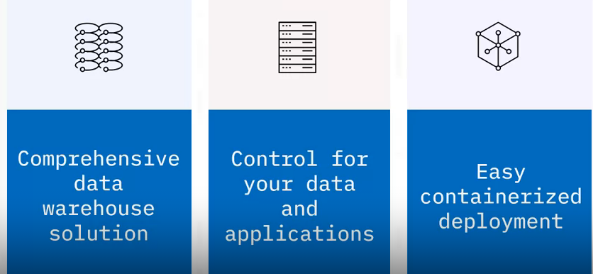 Comprehensive
data
warehouse
solution
Control for
your data
and
applications
Easy
containerized
deployment